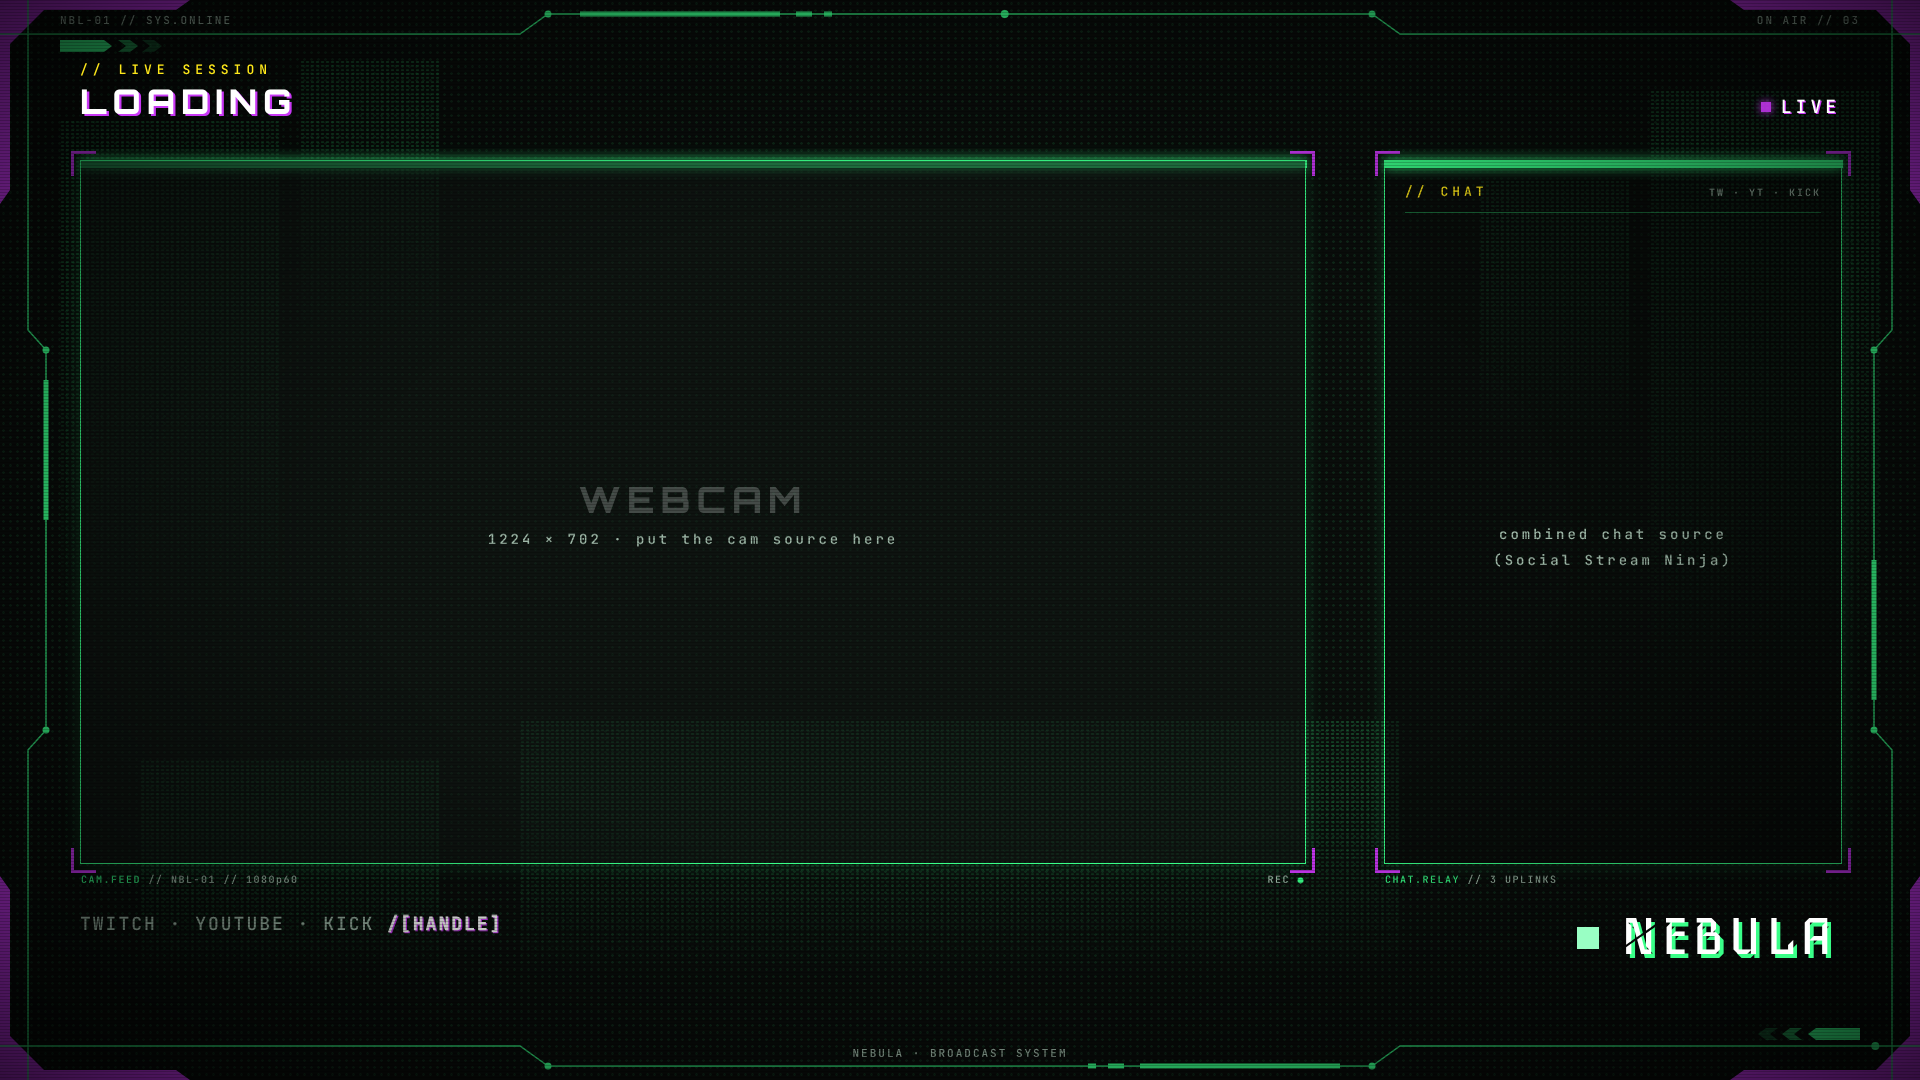 NBL-01 // SYS.ONLINE
ON AIR // 03
// LIVE SESSION
LOADING
LIVE
// CHAT
TW · YT · KICK
WEBCAM
1224 × 702 · put the cam source here
combined chat source
(Social Stream Ninja)
CAM.FEED // NBL-01 // 1080p60
REC
CHAT.RELAY // 3 UPLINKS
TWITCH · YOUTUBE · KICK /[HANDLE]
NEBULA
NEBULA · BROADCAST SYSTEM